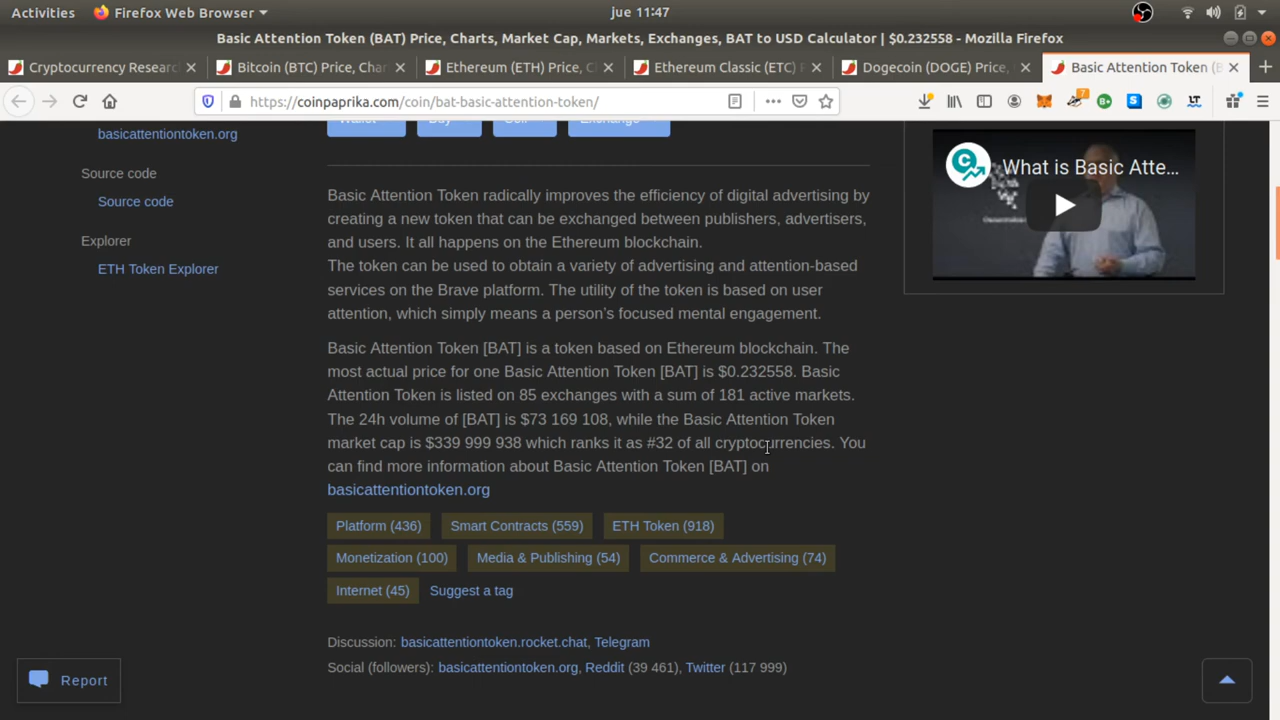 Activities Firefox Web Browser jue 11:47
Basic Attention Token (BAT) Price, Charts, Market Cap, Markets, Exchanges, BAT to USD Calculator | $0.232558 - Mozilla Firefox
Cryptocurrency Resear Bitcoin (BTC) Price, Char Ethereum (ETH) Price, C Ethereum Classic (ETC) Dogecoin (DOGE) Price, Basic Attention Token (B
https://coinpaprika.com/coin/bat-basic-attention-token/
7
LT
Buy
Exchange
basicattentiontoken.org
Source code
Source code
Explorer
ETH Token Explorer
Basic Attention Token radically improves the efficiency of digital advertising by
creating a new token that can be exchanged between publishers, advertisers,
and users. It all happens on the Ethereum blockchain.
The token can be used to obtain a variety of advertising and attention-based
services on the Brave platform. The utility of the token is based on user
attention, which simply means a person's focused mental engagement.
Basic Attention Token [BAT] is a token based on Ethereum blockchain. The
most actual price for one Basic Attention Token [BAT] is $0.232558. Basic
Attention Token is listed on 85 exchanges with a sum of 181 active markets.
The 24h volume of [BAT] is $73 169 108, while the Basic Attention Token
market cap is $339 999 938 which ranks it as #32 of all cryptocurrencies. You
can find more information about Basic Attention Token [BAT] on
basicattentiontoken.org
Platform (436) Smart Contracts (559) ETH Token (918)
Monetization (100) Media & Publishing (54) Commerce & Advertising (74)
Internet (45) Suggest a tag
Discussion: basicattentiontoken.rocket.chat, Telegram
Social (followers): basicattentiontoken.org, Reddit (39 461), Twitter (117 999)
What is Basic Atte...
Report